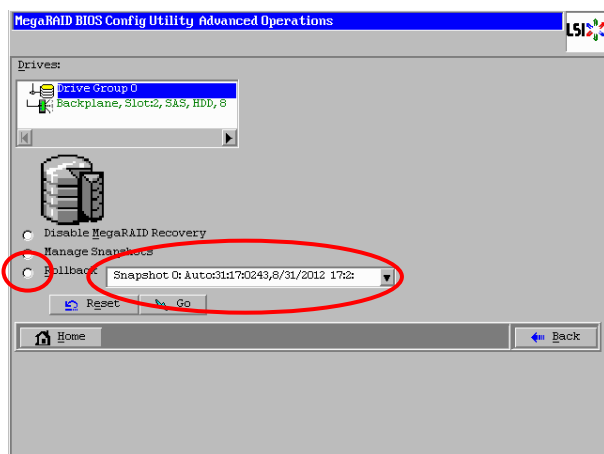 MegaRAID BIOS Config Utility Advanced Operations
LSI
Drives:
Drive Group 0
Backplane, Slot:2, SAS, HDD, 8
Disable MegaRAID Recovery
Manage Snapshots
Rollback Snapshot 0: Auto:31:17:0243,8/31/2012 17:2:
Reset Go
Home Back